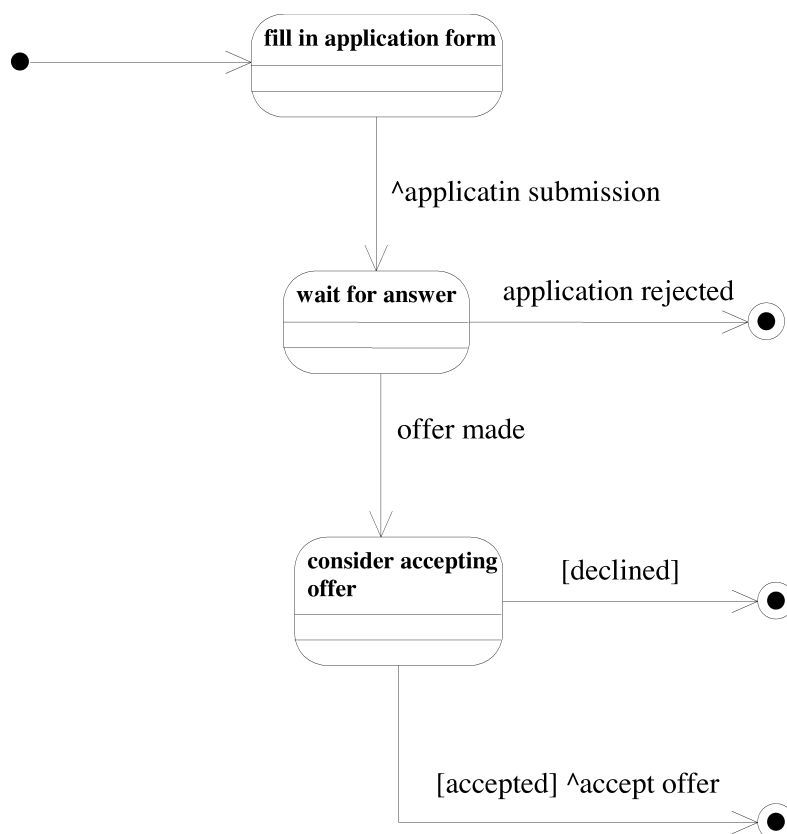 fill in application form
^applicatin submission
wait for answer
application rejected
offer made
consider accepting
offer
[declined]
[accepted] ^accept offer